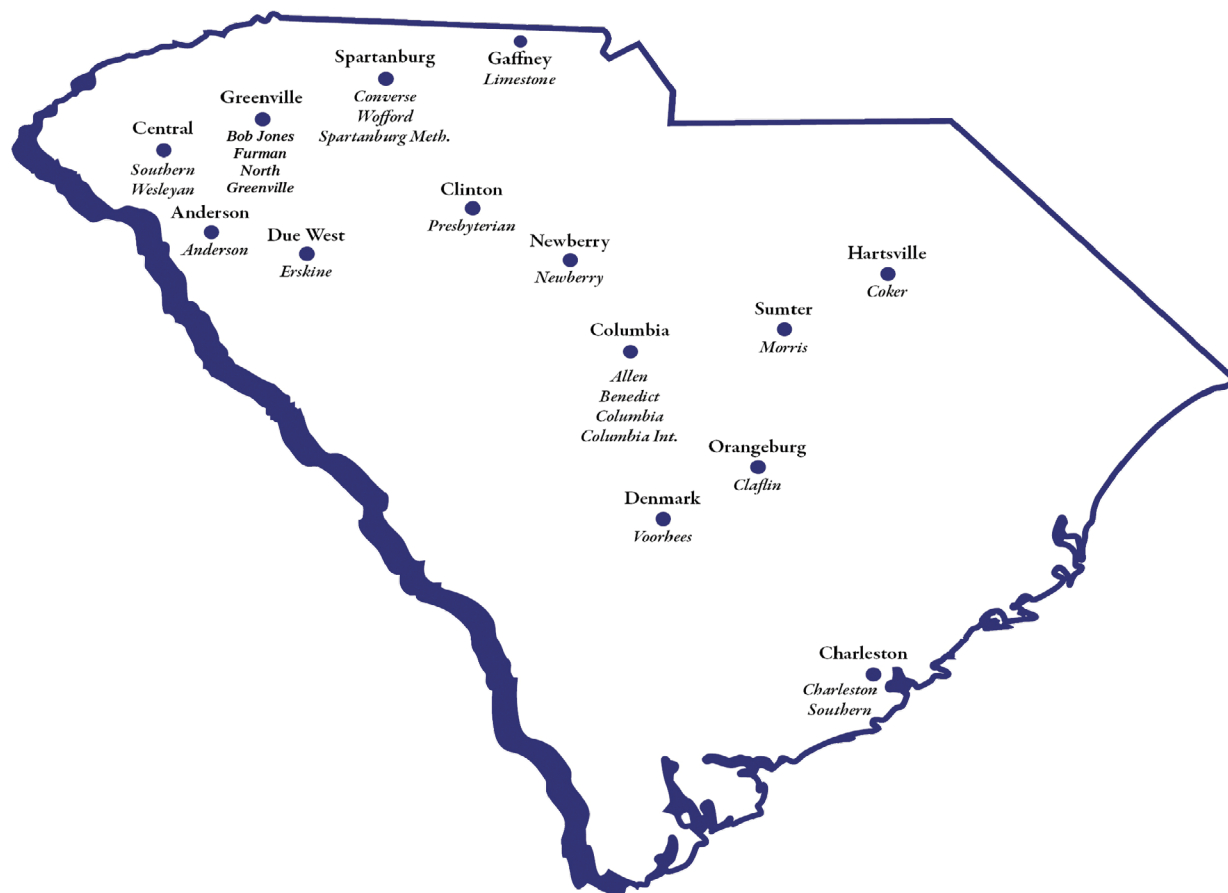 Gaffney
Limestone
Spartanburg
Converse
Wofford
Spartanburg Meth.
Greenville
Bob Jones
Furman
North
Greenville
Central
Southern
Wesleyan
Anderson
Anderson
Due West
Erskine
Clinton
Presbyterian
Newberry
Newberry
Hartsville
Coker
Sumter
Morris
Columbia
Allen
Benedict
Columbia
Columbia Int.
Orangeburg
Claflin
Denmark
Voorhees
Charleston
Charleston
Southern